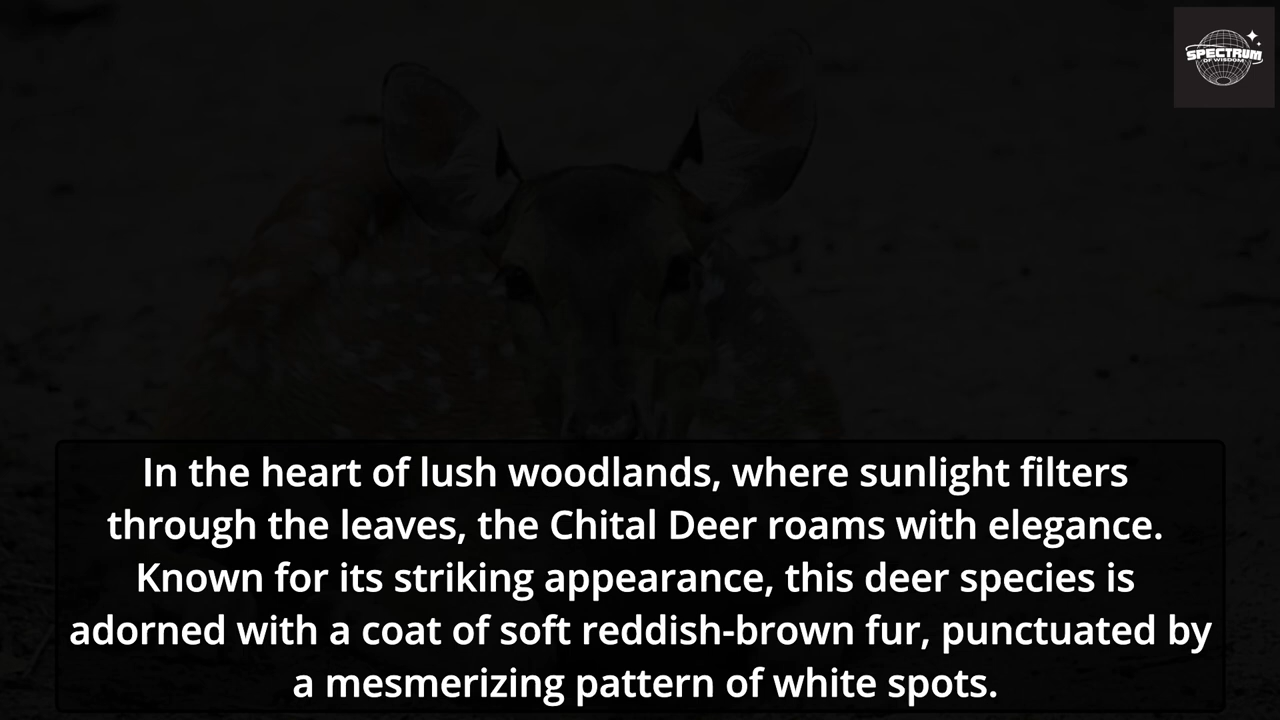 SPECTRUM
OF WISDOM
In the heart of lush woodlands, where sunlight filters
through the leaves, the Chital Deer roams with elegance.
Known for its striking appearance, this deer species is
adorned with a coat of soft reddish-brown fur, punctuated by
a mesmerizing pattern of white spots.